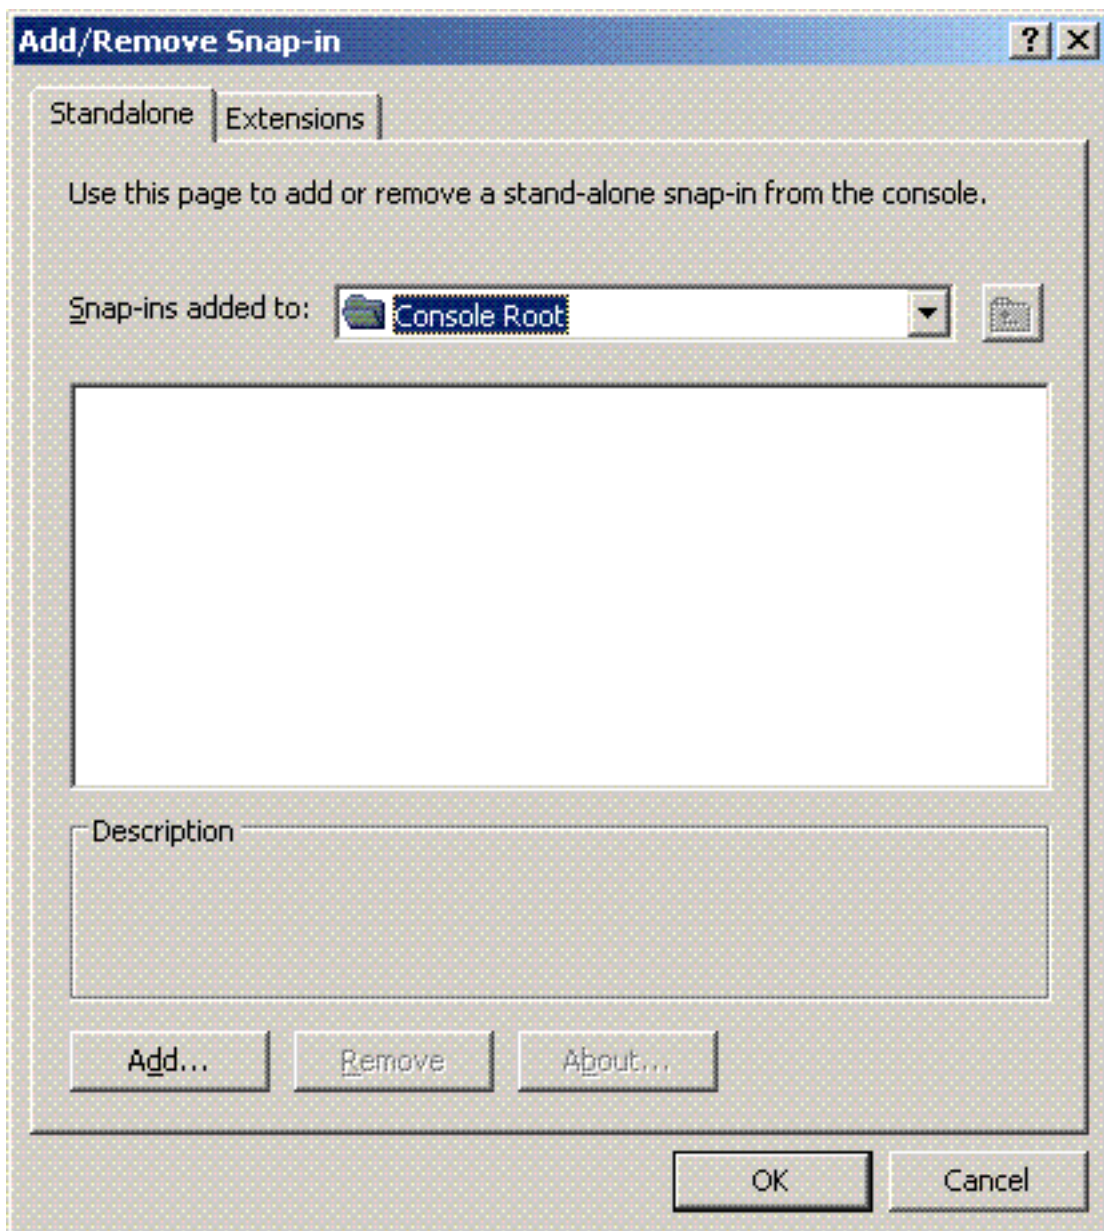 Add/Remove Snap-in
Standalone
Extensions
Use this page to add or remove a stand-alone snap-in from the console.
Snap-ins added to:
Console Root
Description
Add...
Remove
About...
OK
Cancel